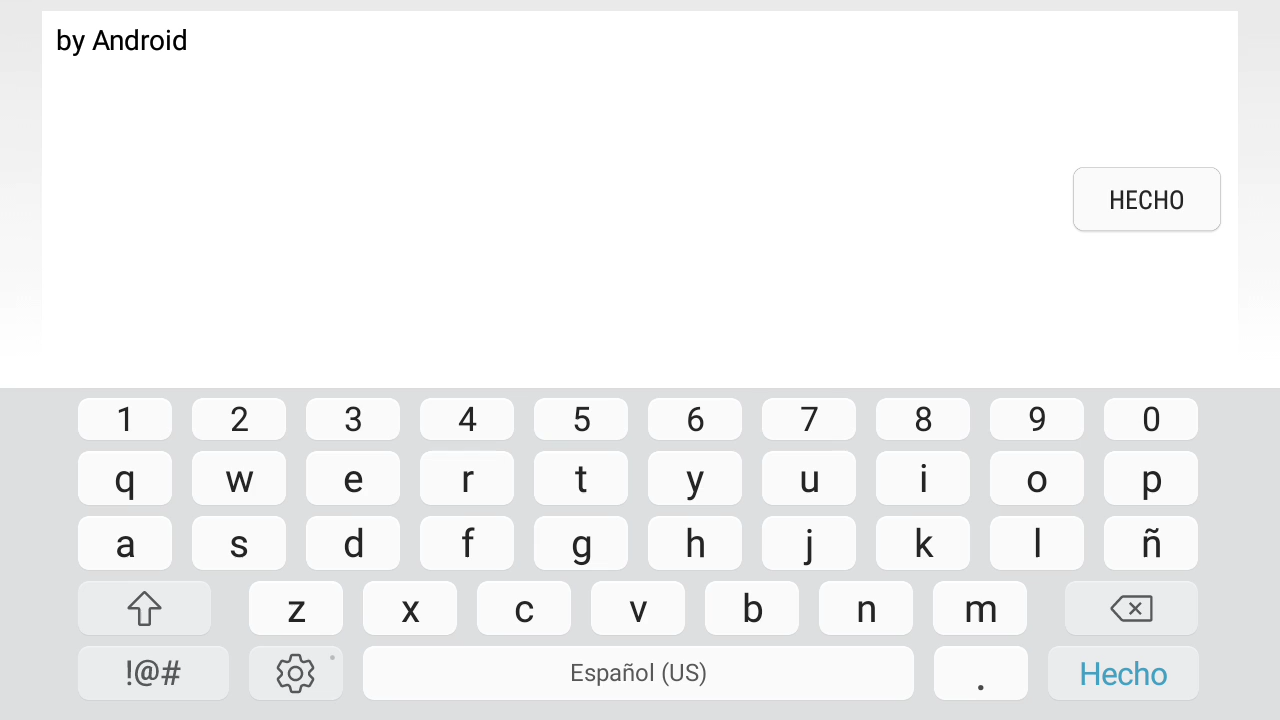 by Android
HECHO
1 2 3 4 5 6 7 8 9 0
q w e r t y u i o p
a s d f g h j k l ñ
z x c v b n m
!@# Español (US) . Hecho